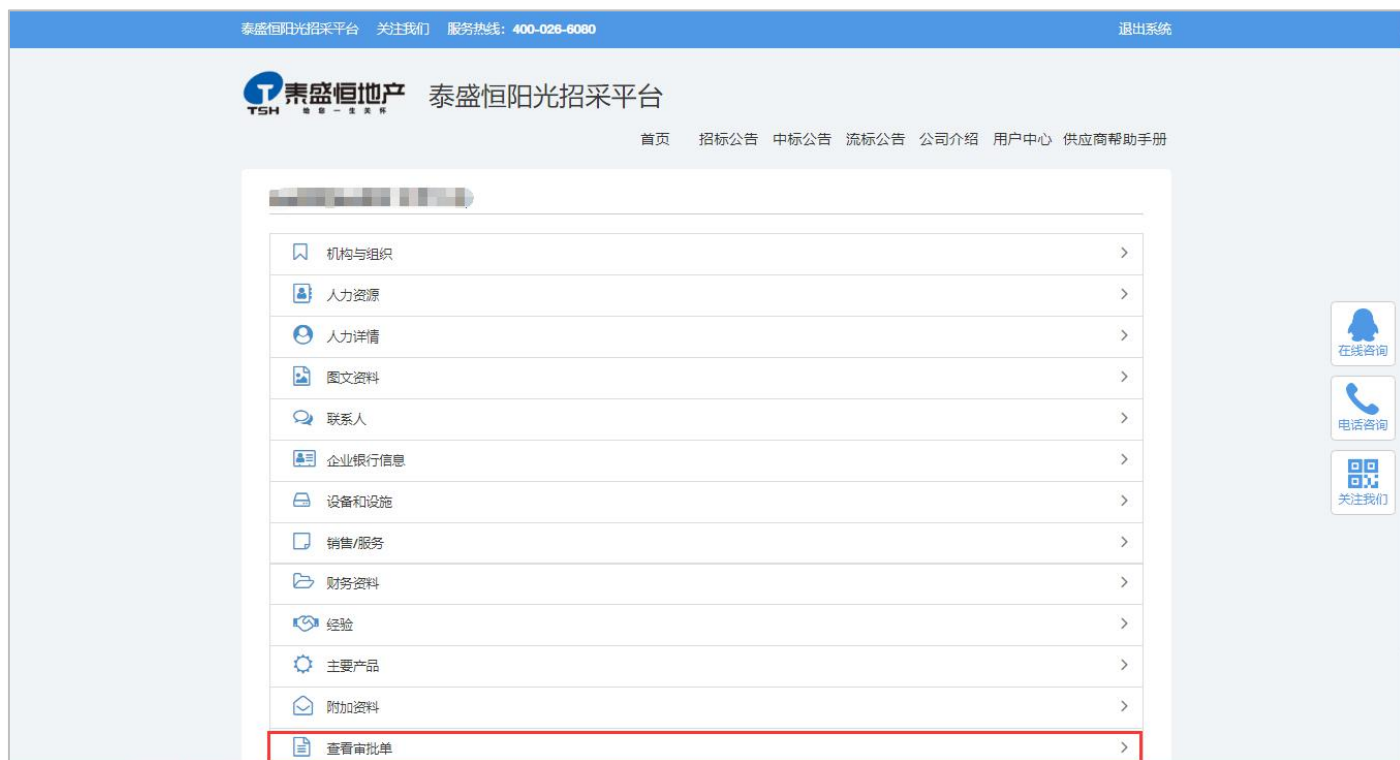 泰盛恒阳光招采平台 关注我们 服务热线：400-026-6080 退出系统
泰盛恒地产 泰盛恒阳光招采平台
TSH 给您一生关怀
首页 招标公告 中标公告 流标公告 公司介绍 用户中心 供应商帮助手册
机构与组织
人力资源
人力详情
图文资料
联系人
企业银行信息
设备和设施
销售/服务
财务资料
经验
主要产品
附加资料
查看审批单
在线咨询
电话咨询
关注我们